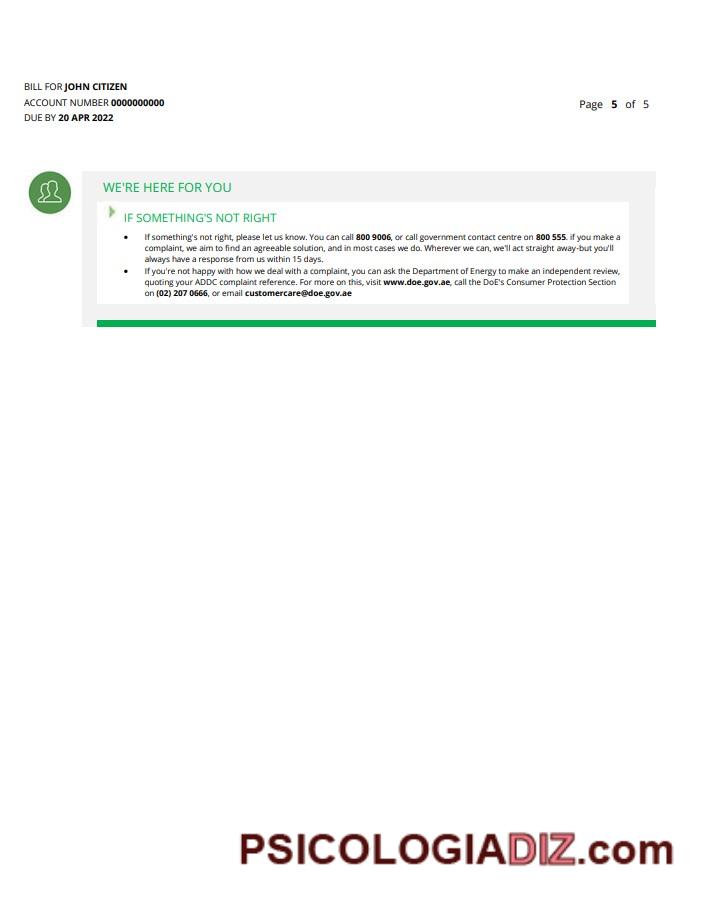 BILL FOR JOHN CITIZEN
ACCOUNT NUMBER 0000000000
DUE BY 20 APR 2022
Page 5 of 5
WE'RE HERE FOR YOU
IF SOMETHING'S NOT RIGHT
• If something's not right, please let us know. You can call 800 9006, or call government contact centre on 800 555. if you make a
complaint, we aim to find an agreeable solution, and in most cases we do. Wherever we can, we'll act straight away-but you'll
always have a response from us within 15 days.
• If you're not happy with how we deal with a complaint, you can ask the Department of Energy to make an independent review,
quoting your ADDC complaint reference. For more on this, visit www.doe.gov.ae, call the DoE's Consumer Protection Section
on (02) 207 0666, or email customercare@doe.gov.ae
PSICOLOGIADIZ.com